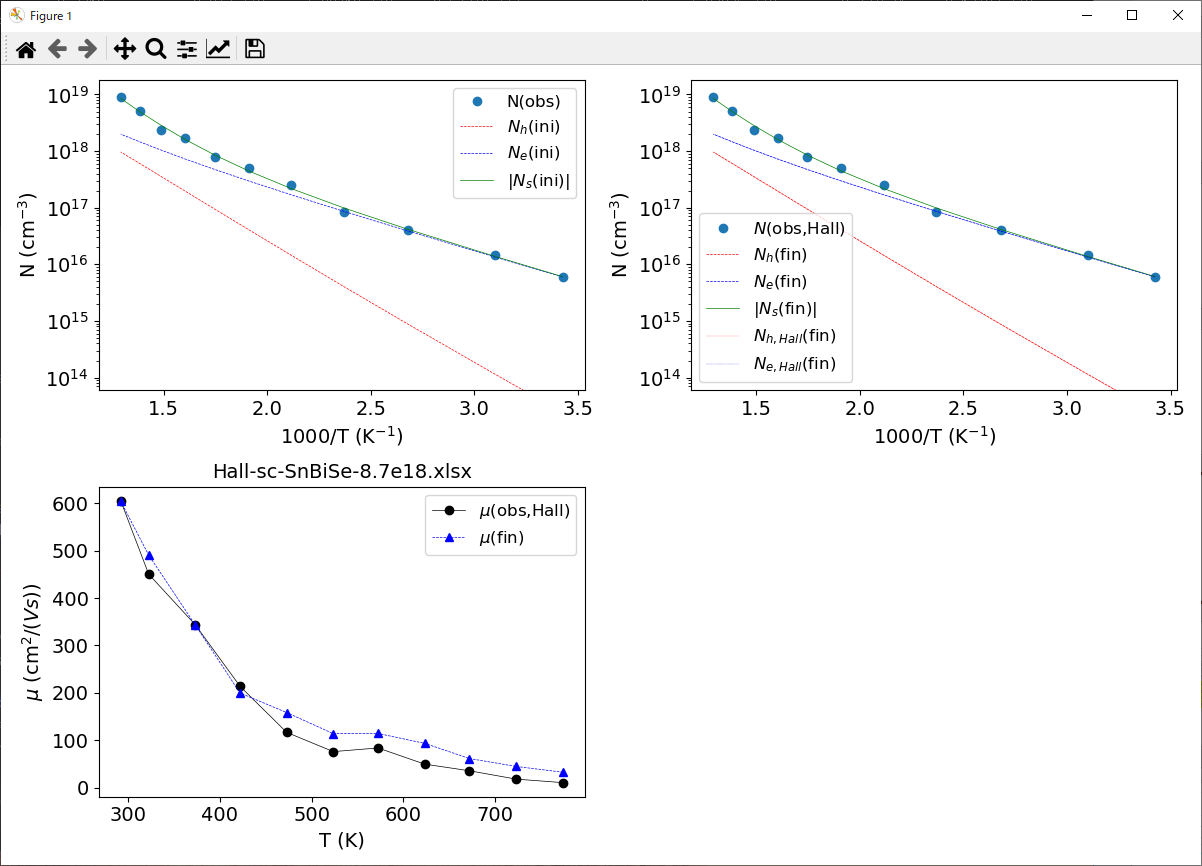 Figure 1
10^19
10^18
10^17
10^16
10^15
10^14
N (cm^−3)
N(obs)
N_h(ini)
N_e(ini)
|N_s(ini)|
1.5 2.0 2.5 3.0 3.5
1000/T (K^−1)
10^19
10^18
10^17
10^16
10^15
10^14
N (cm^−3)
N(obs,Hall)
N_h(fin)
N_e(fin)
|N_s(fin)|
N_h,Hall(fin)
N_e,Hall(fin)
1.5 2.0 2.5 3.0 3.5
1000/T (K^−1)
Hall-sc-SnBiSe-8.7e18.xlsx
600
500
400
300
200
100
0
μ (cm^2/(Vs))
μ(obs,Hall)
μ(fin)
300 400 500 600 700
T (K)